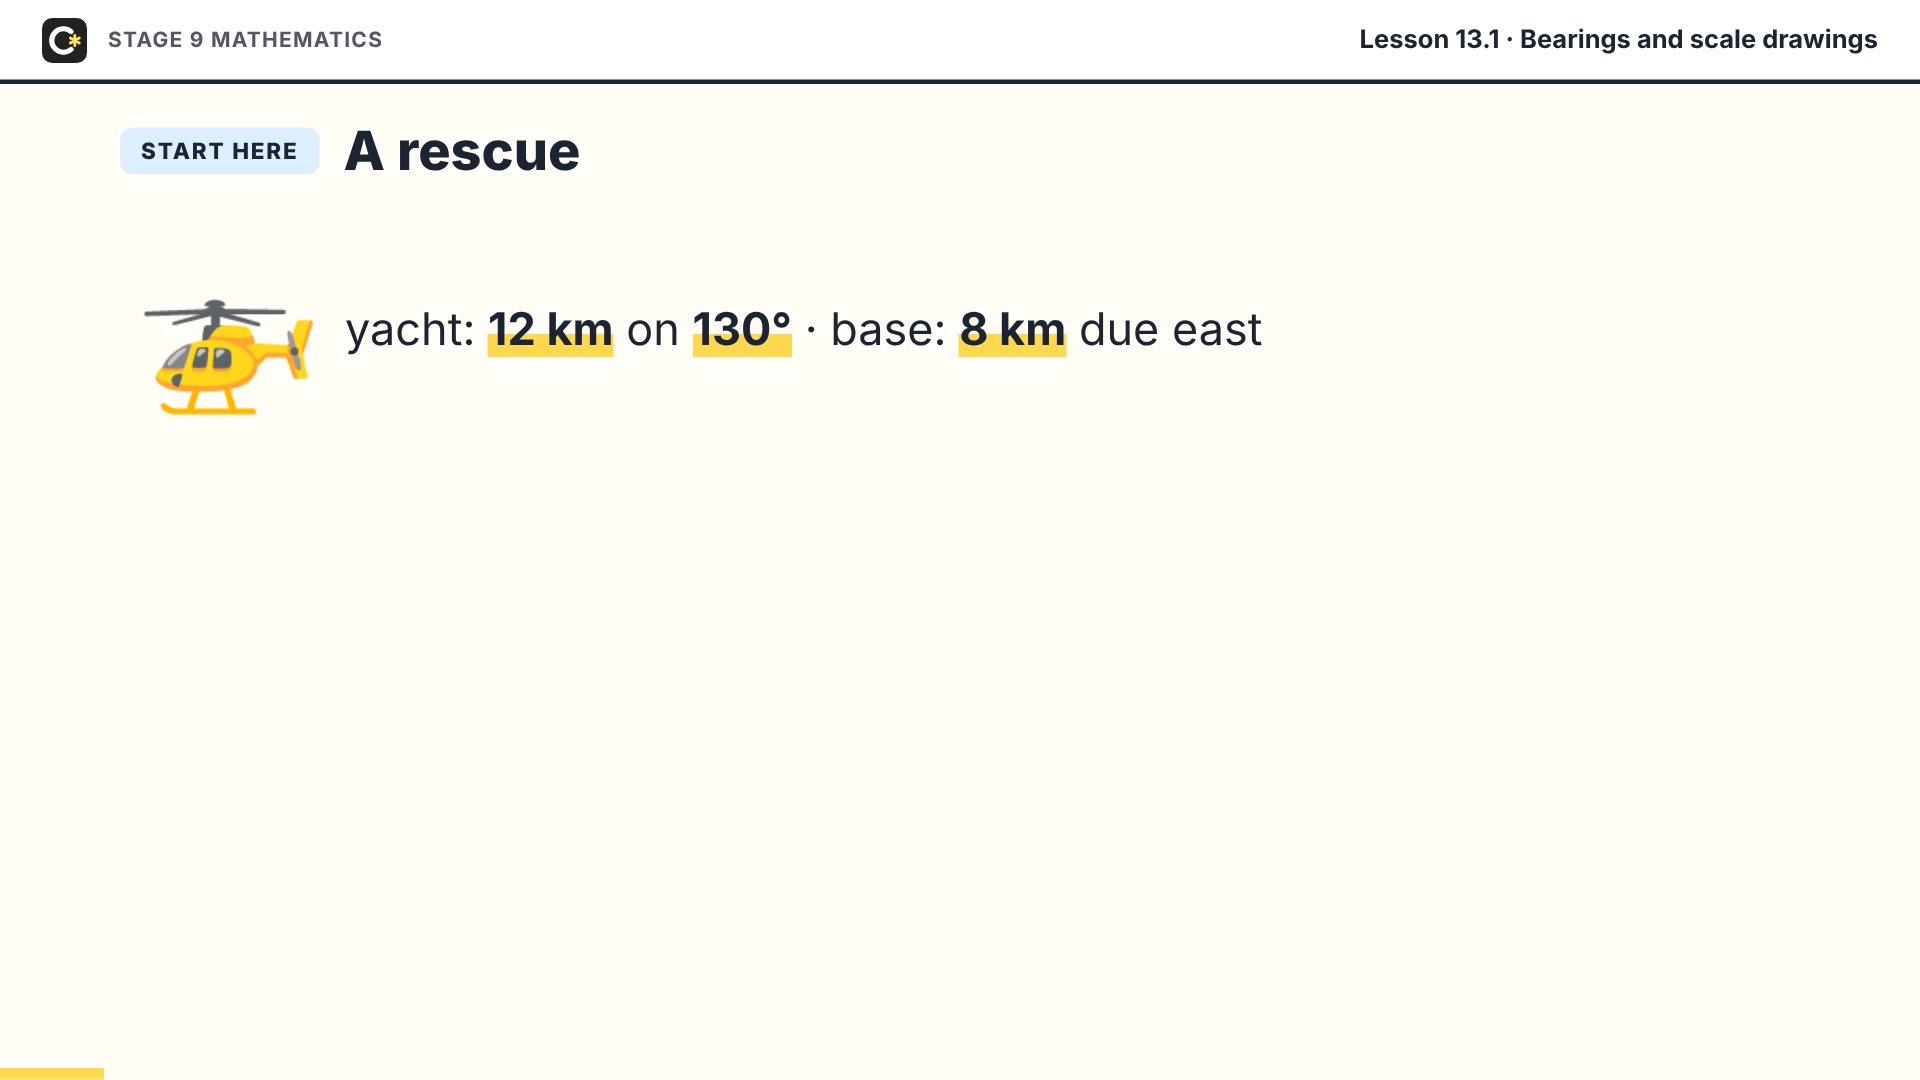 STAGE 9 MATHEMATICS
Lesson 13.1 · Bearings and scale drawings
START HERE
A rescue
yacht: 12 km on 130° · base: 8 km due east